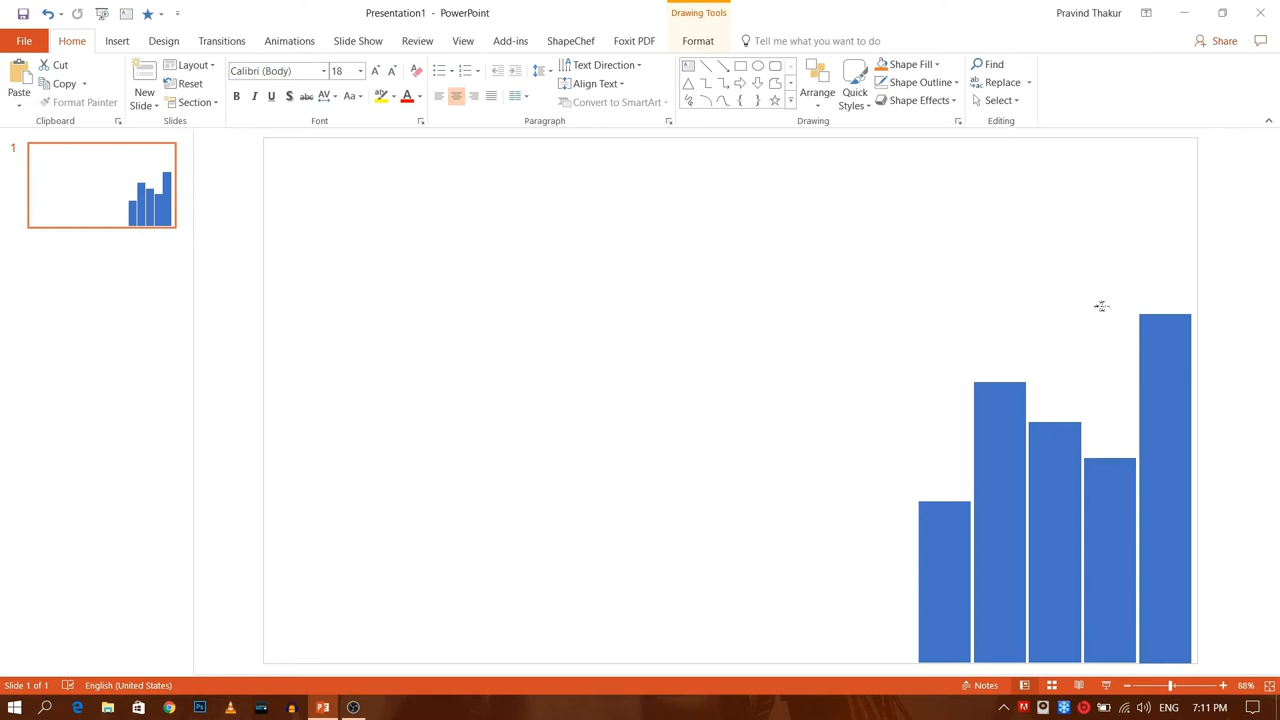 Presentation1 - PowerPoint
Drawing Tools
Pravind Thakur
File Home Insert Design Transitions Animations Slide Show Review View Add-ins ShapeChef Foxit PDF Format Tell me what you want to do Share
Paste
Cut
Copy
Format Painter
Clipboard
New Slide
Layout
Reset
Section
Slides
Calibri (Body) 18
B I U S abc AV Aa A
Font
Text Direction
Align Text
Convert to SmartArt
Paragraph
Arrange
Quick Styles
Shape Fill
Shape Outline
Shape Effects
Drawing
Find
Replace
Select
Editing
1
Slide 1 of 1 English (United States) Notes 88%
ENG 7:11 PM